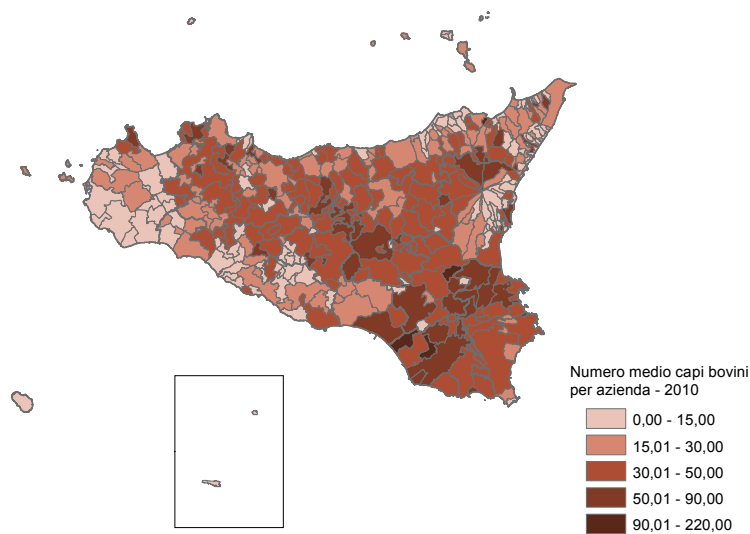 Numero medio capi bovini
per azienda - 2010
0,00 - 15,00
15,01 - 30,00
30,01 - 50,00
50,01 - 90,00
90,01 - 220,00